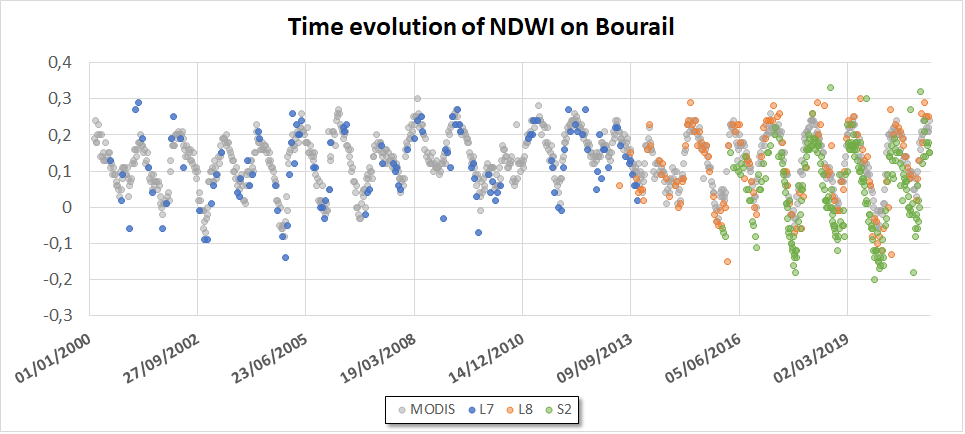 Time evolution of NDWI on Bourail
0,4
0,3
0,2
0,1
0
-0,1
-0,2
-0,3
01/01/2000 27/09/2002 23/06/2005 19/03/2008 14/12/2010 09/09/2013 05/06/2016 02/03/2019
MODIS L7 L8 S2